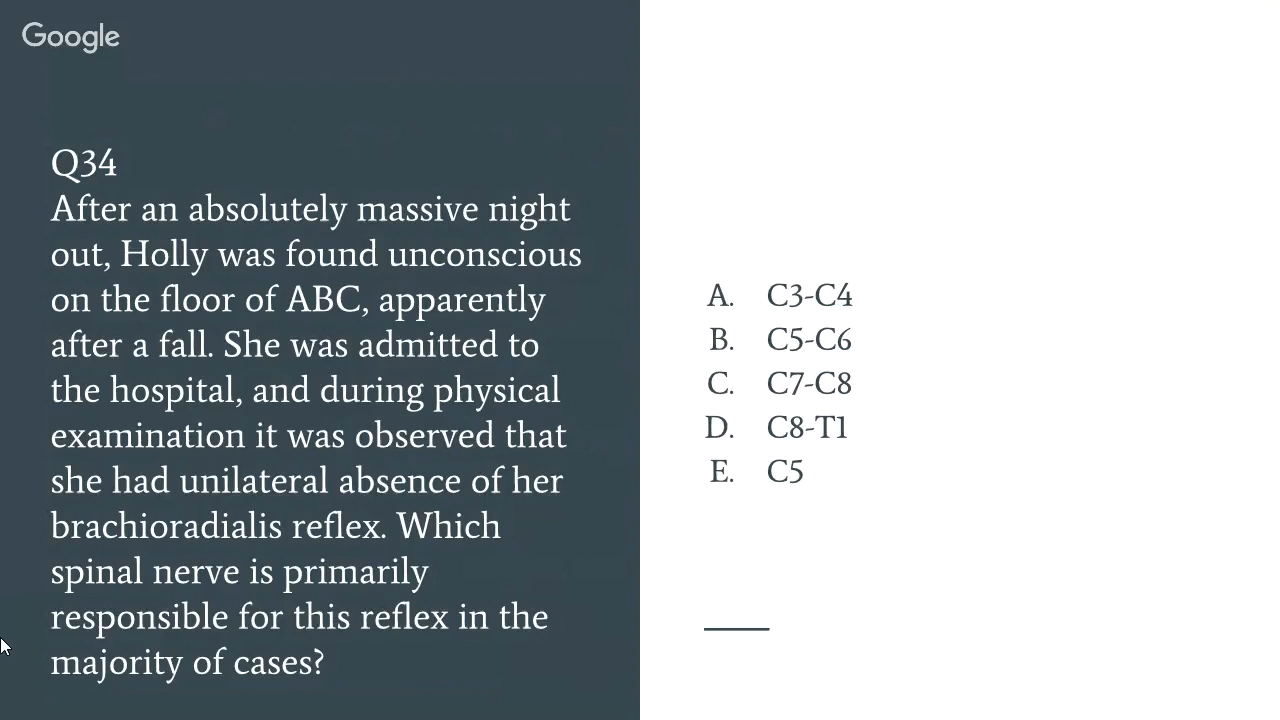 Google
Q34
After an absolutely massive night
out, Holly was found unconscious
on the floor of ABC, apparently
after a fall. She was admitted to
the hospital, and during physical
examination it was observed that
she had unilateral absence of her
brachioradialis reflex. Which
spinal nerve is primarily
responsible for this reflex in the
majority of cases?
A. C3-C4
B. C5-C6
C. C7-C8
D. C8-T1
E. C5